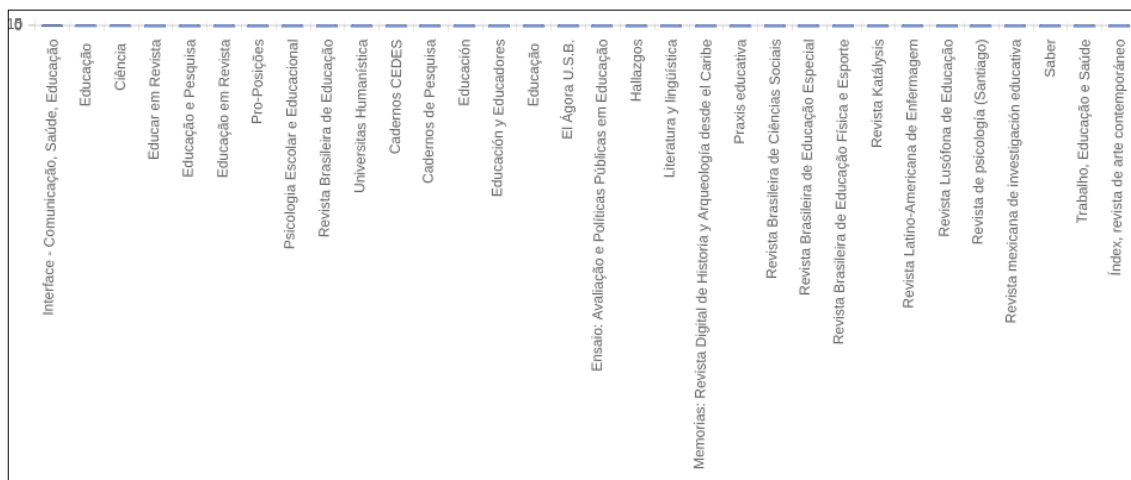 Interface - Comunicação, Saúde, Educação
Educação
Ciência
Educar em Revista
Educação e Pesquisa
Educação em Revista
Pro-Posições
Psicologia Escolar e Educacional
Revista Brasileira de Educação
Universitas Humanística
Cadernos CEDES
Cadernos de Pesquisa
Educación
Educación y Educadores
Educação
El Ágora U.S.B.
Ensaio: Avaliação e Políticas Públicas em Educação
Hallazgos
Literatura y lingüística
Memorias: Revista Digital de Historia y Arqueología desde el Caribe
Praxis educativa
Revista Brasileira de Ciências Sociais
Revista Brasileira de Educação Especial
Revista Brasileira de Educação Física e Esporte
Revista Katálysis
Revista Latino-Americana de Enfermagem
Revista Lusófona de Educação
Revista de psicología (Santiago)
Revista mexicana de investigación educativa
Saber
Trabalho, Educação e Saúde
Índex, revista de arte contemporáneo